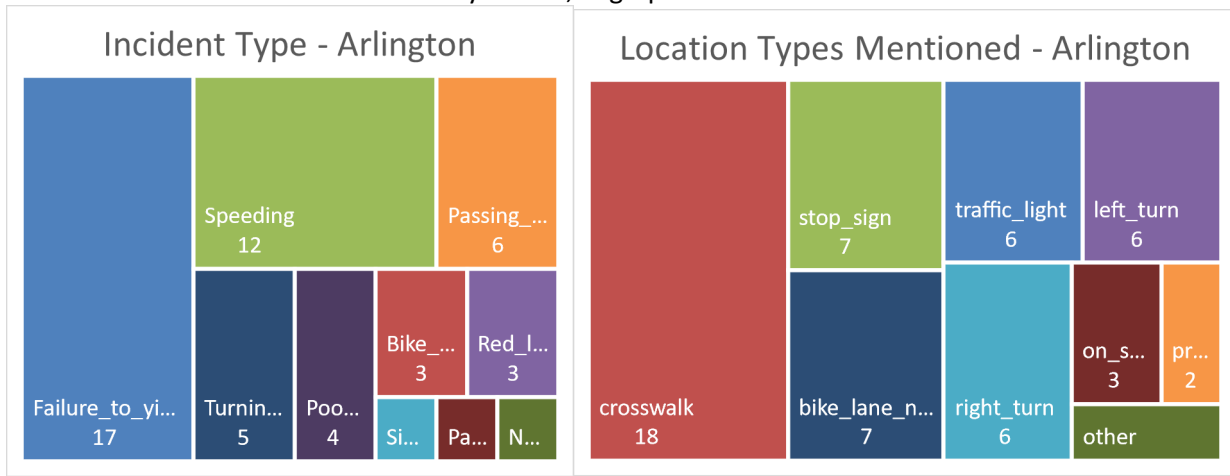 Incident Type - Arlington
Failure_to_yi...
17
Speeding
12
Passing_...
6
Turnin...
5
Poo...
4
Bike_...
3
Red_l...
3
Si...
Pa...
N...
Location Types Mentioned - Arlington
crosswalk
18
stop_sign
7
bike_lane_n...
7
traffic_light
6
left_turn
6
right_turn
6
on_s...
3
pr...
2
other